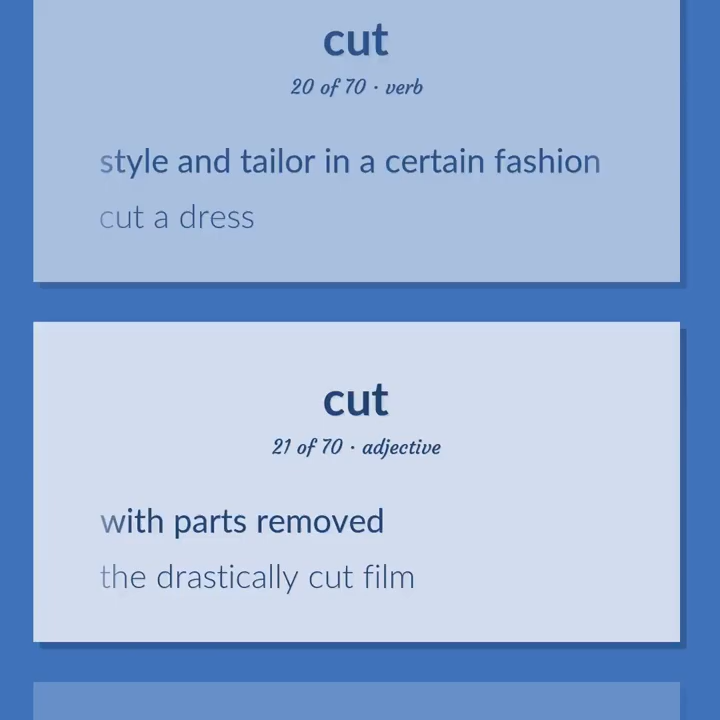 cut
20 of 70 · verb
style and tailor in a certain fashion
cut a dress
cut
21 of 70 · adjective
with parts removed
the drastically cut film